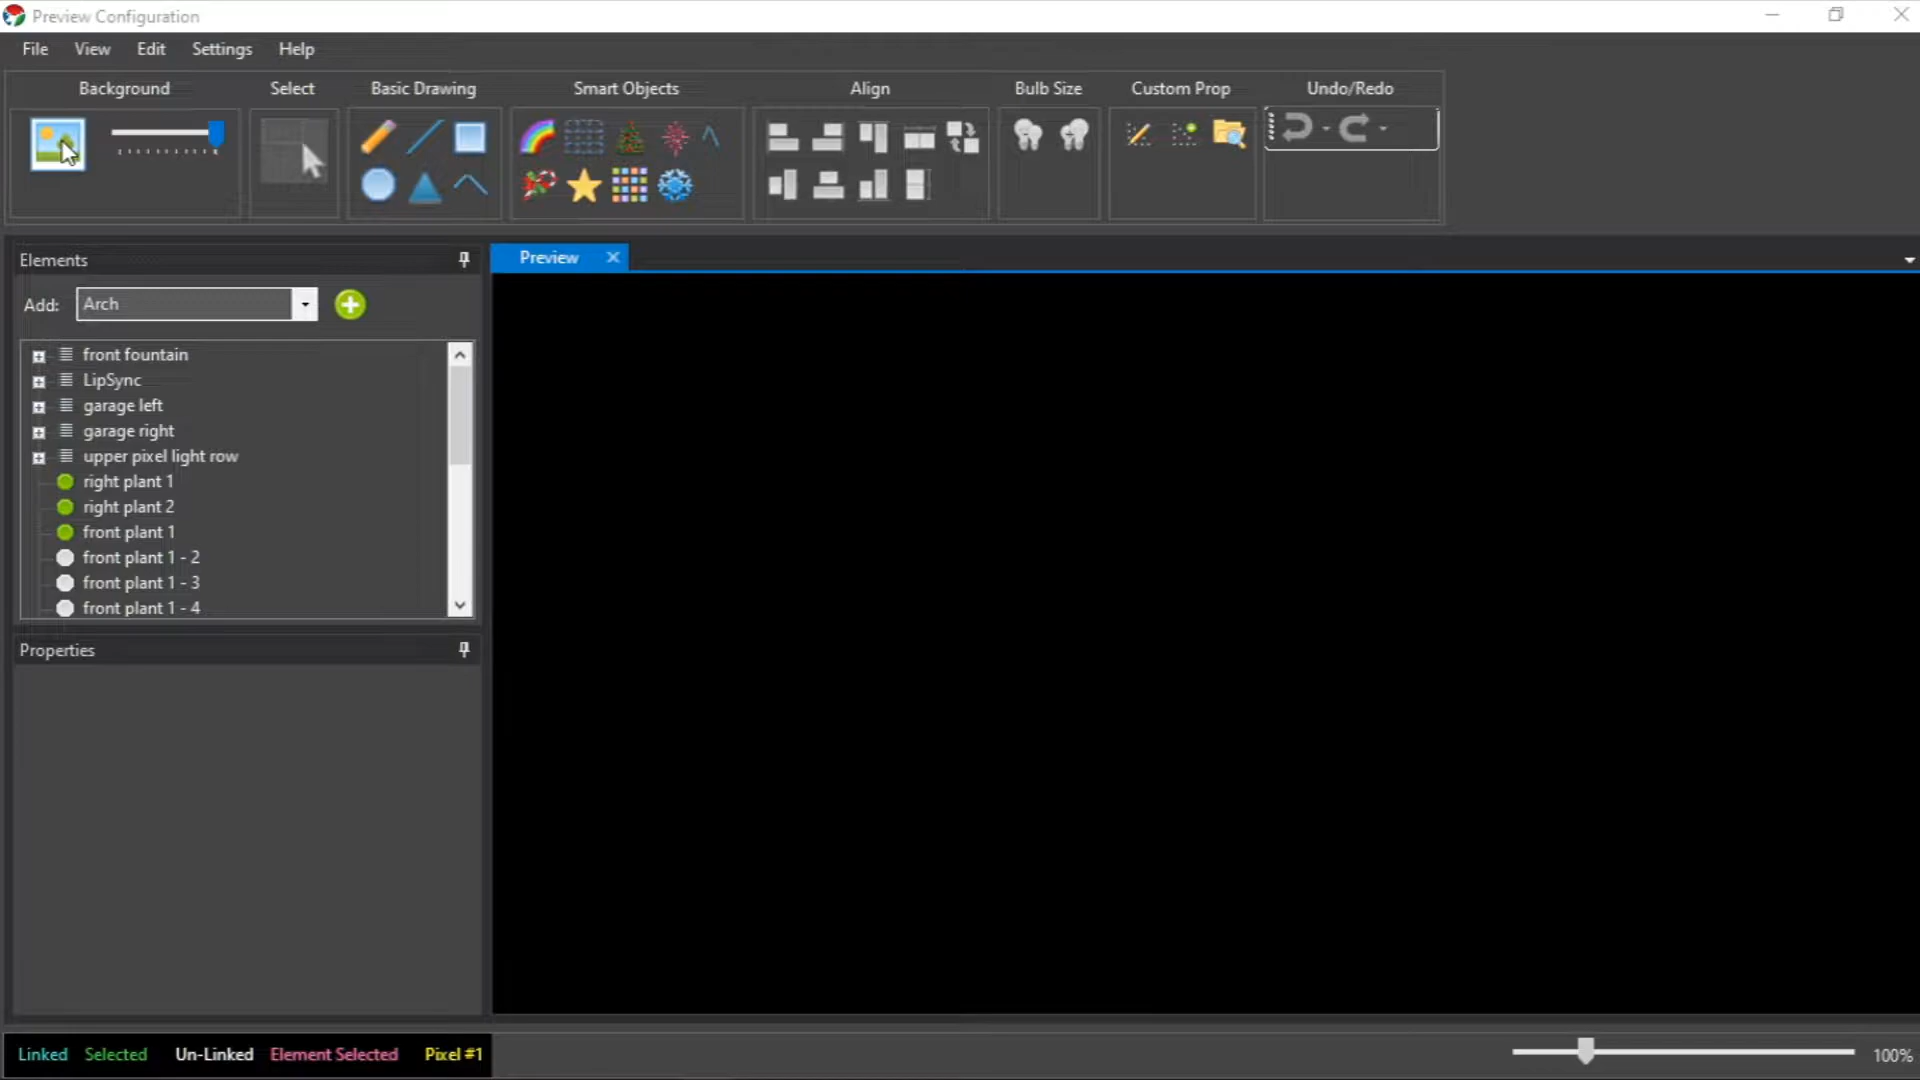 Preview Configuration
File View Edit Settings Help
Background Select Basic Drawing Smart Objects Align Bulb Size Custom Prop Undo/Redo
Elements
Preview
Add: Arch
front fountain
LipSync
garage left
garage right
upper pixel light row
right plant 1
right plant 2
front plant 1
front plant 1 - 2
front plant 1 - 3
front plant 1 - 4
Properties
Linked Selected Un-Linked Element Selected Pixel #1
100%